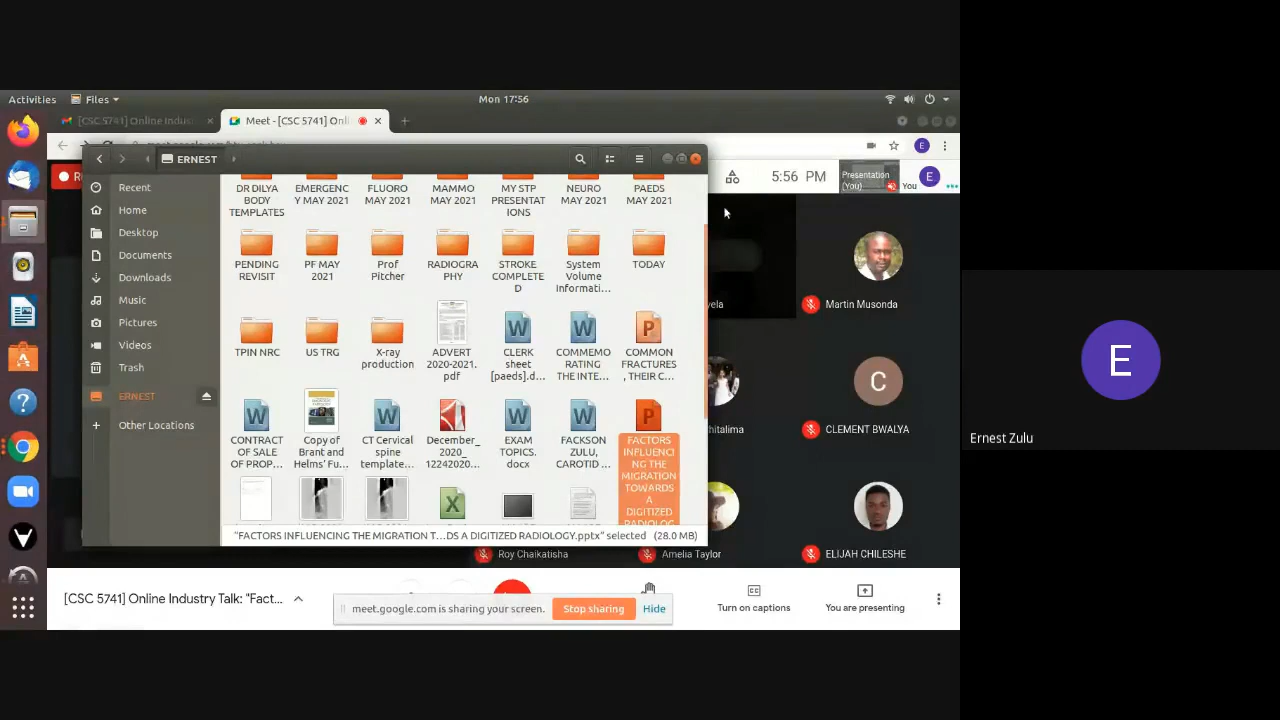 Activities
Files
Mon 17:56
[CSC 5741] Online Indust
Meet - [CSC 5741] Onl
ERNEST
Recent
Home
Desktop
Documents
Downloads
Music
Pictures
Videos
Trash
ERNEST
Other Locations
DR DILYA
BODY
TEMPLATES
EMERGENC
Y MAY 2021
FLUORO
MAY 2021
MAMMO
MAY 2021
MY STP
PRESENTAT
IONS
NEURO
MAY 2021
PAEDS
MAY 2021
PENDING
REVISIT
PF MAY
2021
Prof
Pitcher
RADIOGRA
PHY
STROKE
COMPLETE
D
System
Volume
Informati...
TODAY
TPIN NRC
US TRG
X-ray
production
ADVERT
2020-2021.
pdf
CLERK
sheet
[paeds].d...
COMMEMO
RATING
THE INTE...
COMMON
FRACTURES
, THEIR C...
CONTRACT
OF SALE
OF PROP...
Copy of
Brant and
Helms' Fu...
CT Cervical
spine
template...
December_
2020_
12242020...
EXAM
TOPICS.
docx
FACKSON
ZULU,
CAROTID ...
FACTORS
INFLUENCI
NG THE
MIGRATION
TOWARDS
A
DIGITIZED
RADIOLOG
"FACTORS INFLUENCING THE MIGRATION T...DS A DIGITIZED RADIOLOGY.pptx" selected (28.0 MB)
5:56 PM
Presentation
(You)
You
E
Martin Musonda
C
CLEMENT BWALYA
Roy Chaikatisha
Amelia Taylor
ELIJAH CHILESHE
[CSC 5741] Online Industry Talk: "Fact...
meet.google.com is sharing your screen.
Stop sharing
Hide
Turn on captions
You are presenting
E
Ernest Zulu